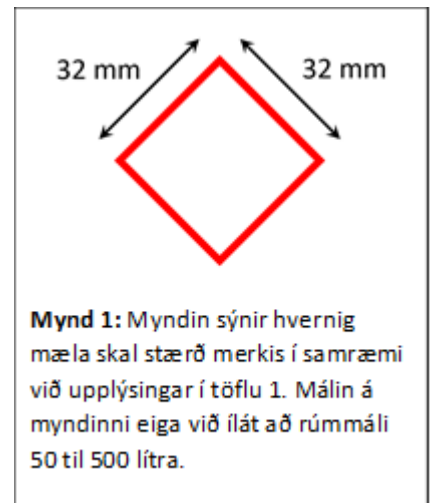 32 mm 32 mm
Mynd 1: Myndin sýnir hvernig
mæla skal stærð merkis í samræmi
við upplýsingar í töflu 1. Málin á
myndinni eiga við ílát að rúmmáli
50 til 500 lítra.